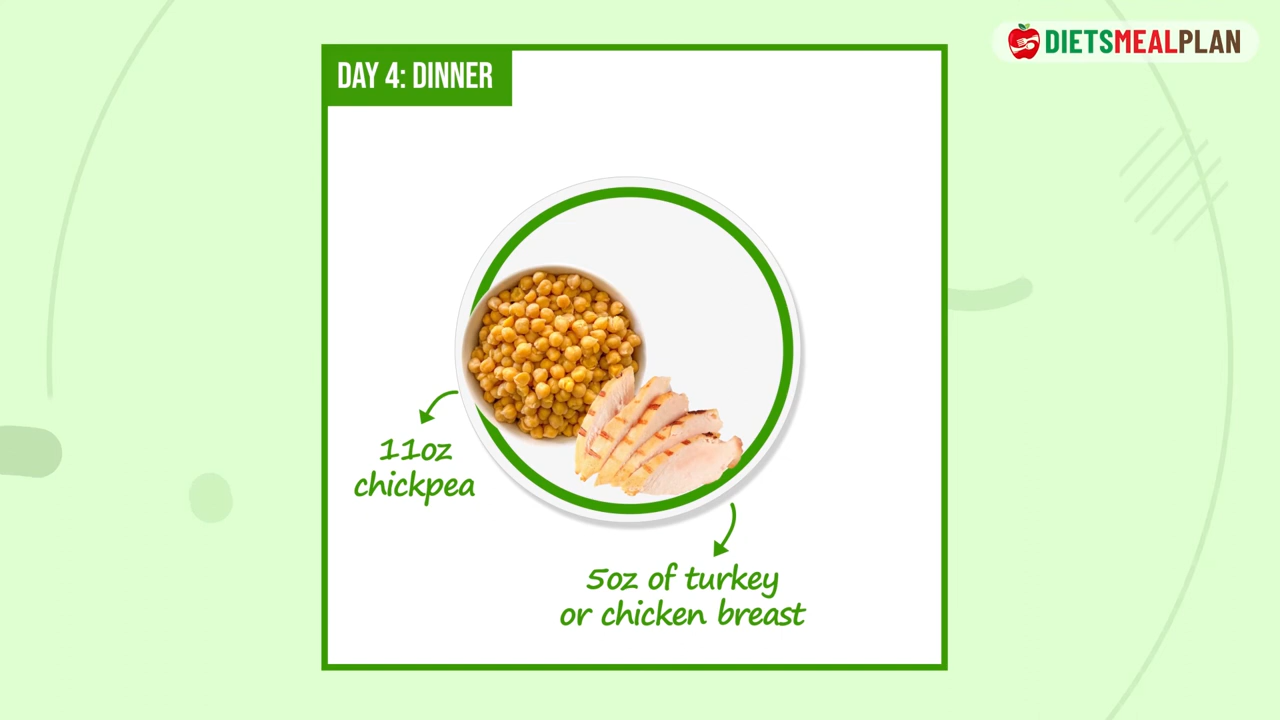 DIETSMEALPLAN
DAY 4: DINNER
11oz
chickpea
5oz of turkey
or chicken breast